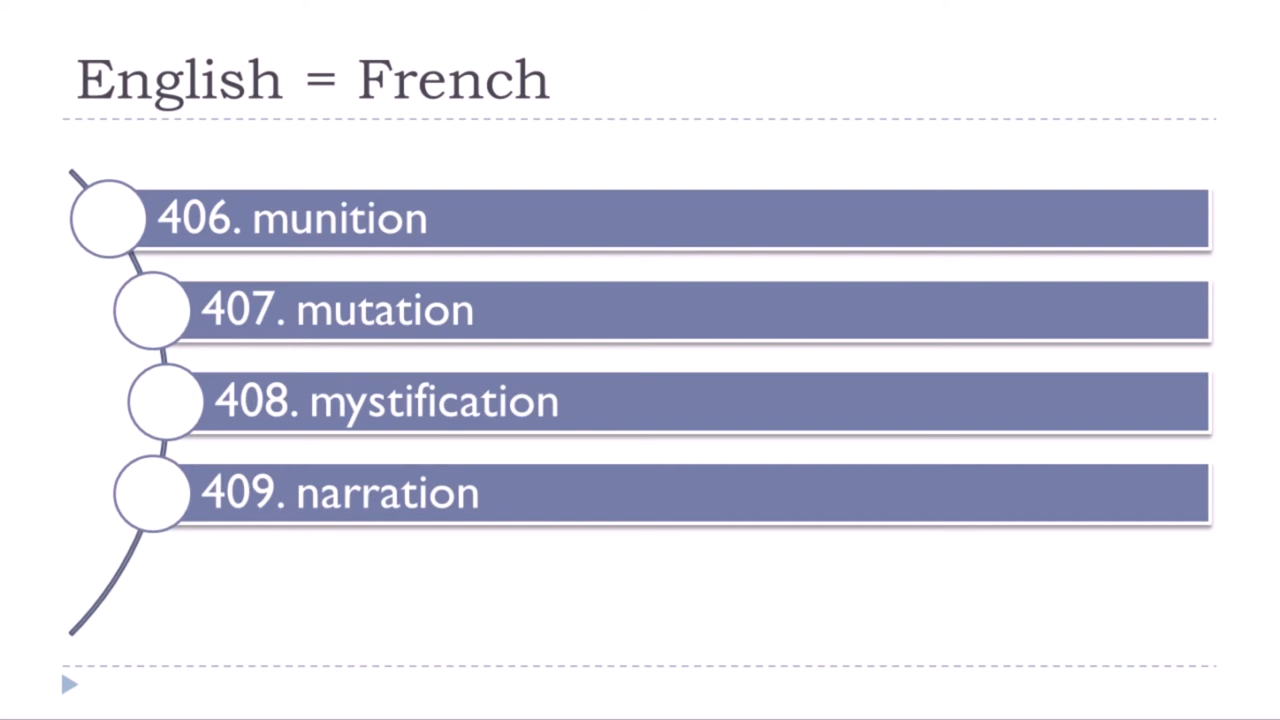 English = French
406. munition
407. mutation
408. mystification
409. narration